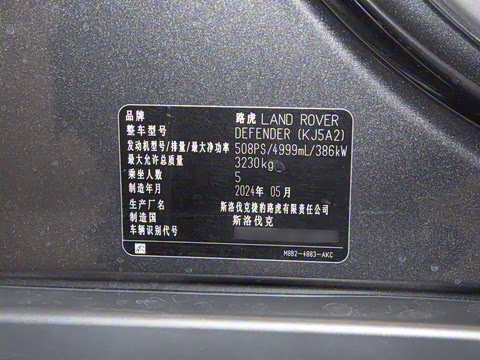 品牌 路虎 LAND ROVER
整车型号 DEFENDER (KJ5A2)
发动机型号/排量/最大净功率 508PS/4999mL/386kW
最大允许总质量 3230kg
乘坐人数 5
制造年月 2024年 05月
生产厂名 斯洛伐克捷豹路虎有限责任公司
制造国 斯洛伐克
车辆识别代号
M8B2-4883-AKC